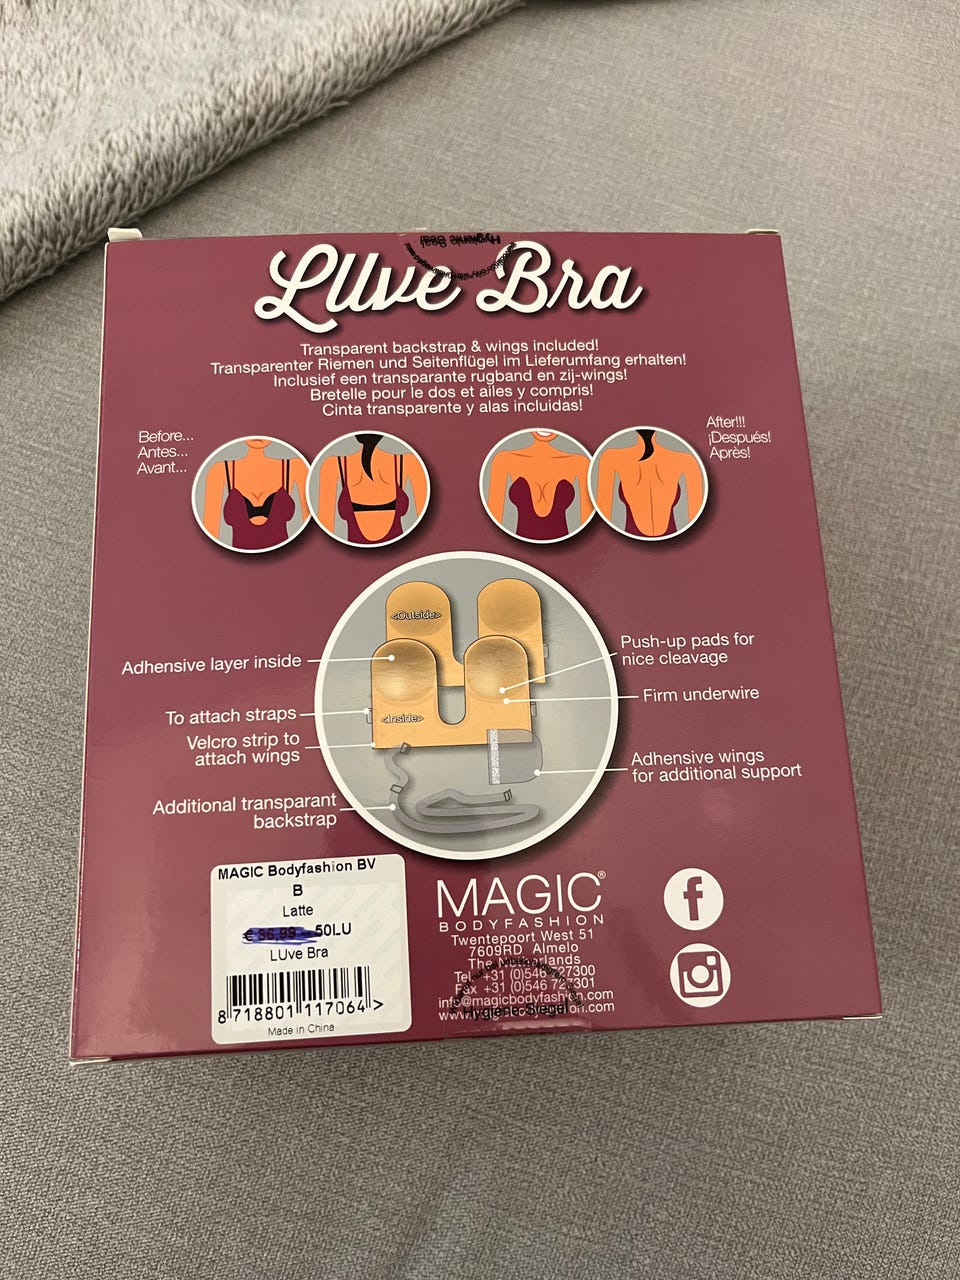 Hygienic Seal
LUve Bra
Transparent backstrap & wings included!
Transparenter Riemen und Seitenflügel im Lieferumfang erhalten!
Inclusief een transparante rugband en zij-wings!
Bretelle pour le dos et ailes y compris!
Cinta transparente y alas incluidas!
Before...
Antes...
Avant...
After!!!
¡Después!
Après!
<Outside>
Adhensive layer inside
Push-up pads for
nice cleavage
Firm underwire
To attach straps
<Inside>
Velcro strip to
attach wings
Adhensive wings
for additional support
Additional transparant
backstrap
MAGIC Bodyfashion BV
B
Latte
50LU
LUve Bra
8 718801 117064 >
Made in China
MAGIC®
BODYFASHION
Twentepoort West 51
7609RD Almelo
The Netherlands
Tel. +31 (0)546 727300
Fax +31 (0)546 727301
info@magicbodyfashion.com
www.magicbodyfashion.com
Hygiene-Siegel
f